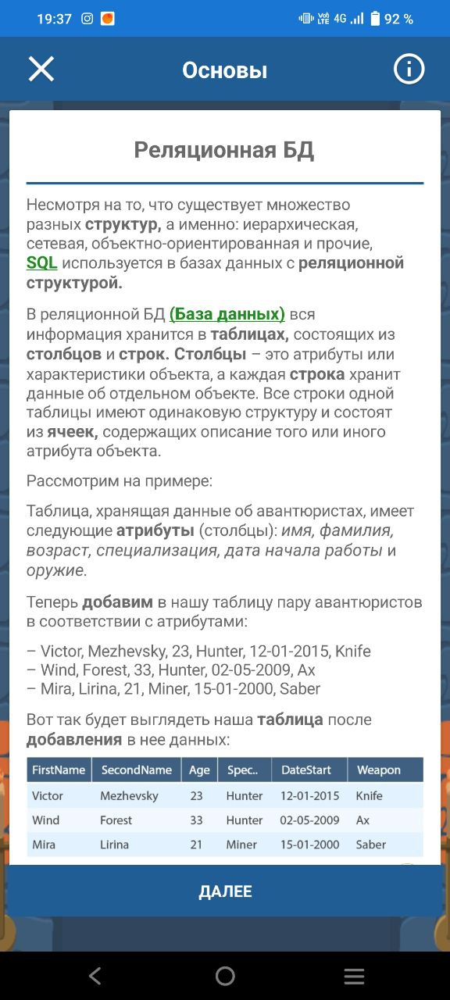 19:37 Vo) LTE 4G 92 %
Основы
Реляционная БД
Несмотря на то, что существует множество
разных структур, а именно: иерархическая,
сетевая, объектно-ориентированная и прочие,
SQL используется в базах данных с реляционной
структурой.
В реляционной БД (База данных) вся
информация хранится в таблицах, состоящих из
столбцов и строк. Столбцы – это атрибуты или
характеристики объекта, а каждая строка хранит
данные об отдельном объекте. Все строки одной
таблицы имеют одинаковую структуру и состоят
из ячеек, содержащих описание того или иного
атрибута объекта.
Рассмотрим на примере:
Таблица, хранящая данные об авантюристах, имеет
следующие атрибуты (столбцы): имя, фамилия,
возраст, специализация, дата начала работы и
оружие.
Теперь добавим в нашу таблицу пару авантюристов
в соответствии с атрибутами:
– Victor, Mezhevsky, 23, Hunter, 12-01-2015, Knife
– Wind, Forest, 33, Hunter, 02-05-2009, Ax
– Mira, Lirina, 21, Miner, 15-01-2000, Saber
Вот так будет выглядеть наша таблица после
добавления в нее данных:
FirstName SecondName Age Spec.. DateStart Weapon
Victor Mezhevsky 23 Hunter 12-01-2015 Knife
Wind Forest 33 Hunter 02-05-2009 Ax
Mira Lirina 21 Miner 15-01-2000 Saber
ДАЛЕЕ